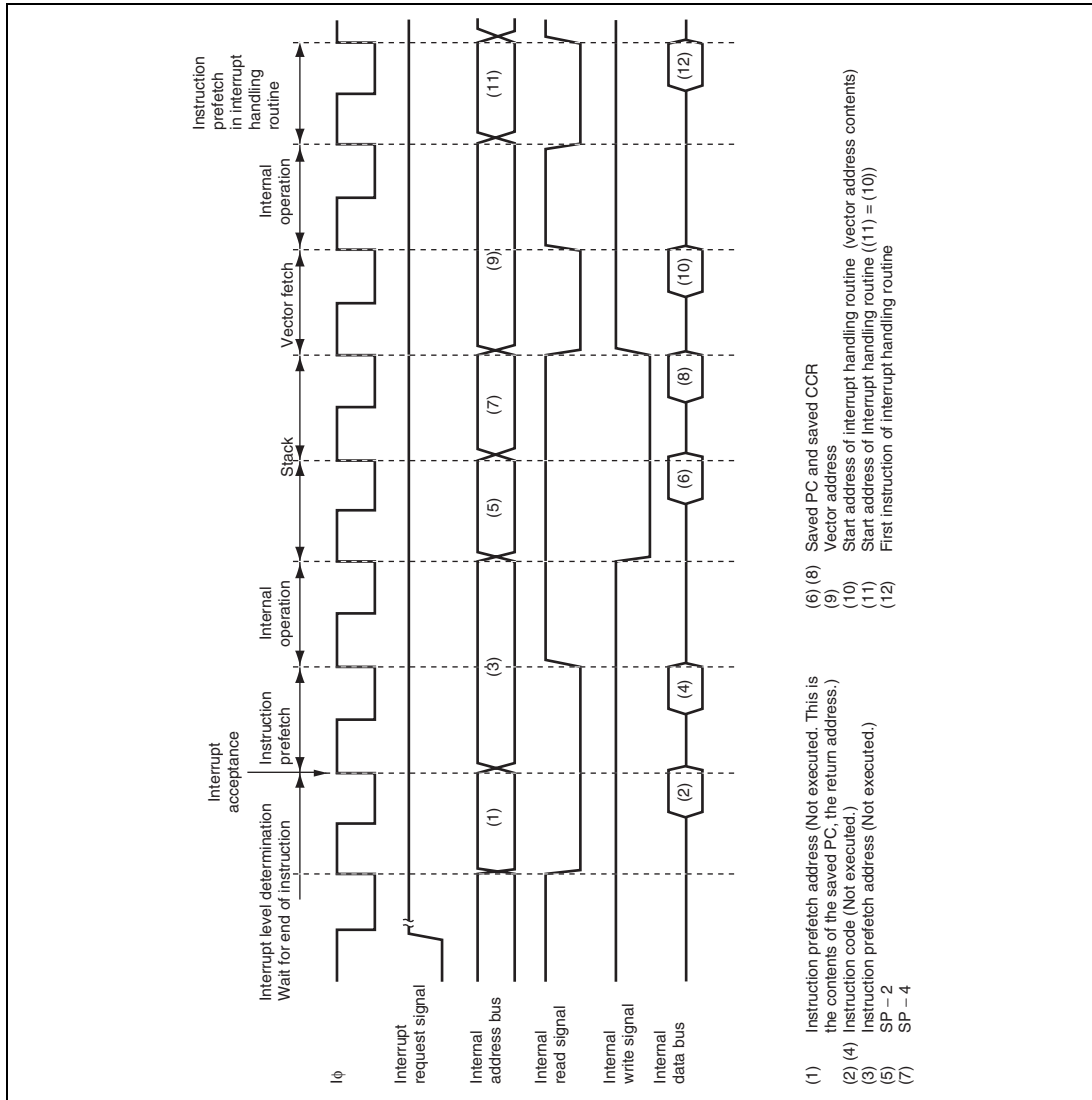 Interrupt level determination
Wait for end of instruction
Interrupt
acceptance
Instruction
prefetch
Internal
operation
Stack
Vector fetch
Internal
operation
Instruction
prefetch
in interrupt
handling
routine
Iϕ
Interrupt
request signal
Internal
address bus
(1)
(3)
(5)
(7)
(9)
(11)
Internal
read signal
Internal
write signal
Internal
data bus
(2)
(4)
(6)
(8)
(10)
(12)
(1) Instruction prefetch address (Not executed. This is
the contents of the saved PC, the return address.)
(2) (4) Instruction code (Not executed.)
(3) Instruction prefetch address (Not executed.)
(5) SP – 2
(7) SP – 4
(6) (8) Saved PC and saved CCR
(9) Vector address
(10) Start address of interrupt handling routine (vector address contents)
(11) Start address of Interrupt handling routine ((11) = (10))
(12) First instruction of interrupt handling routine